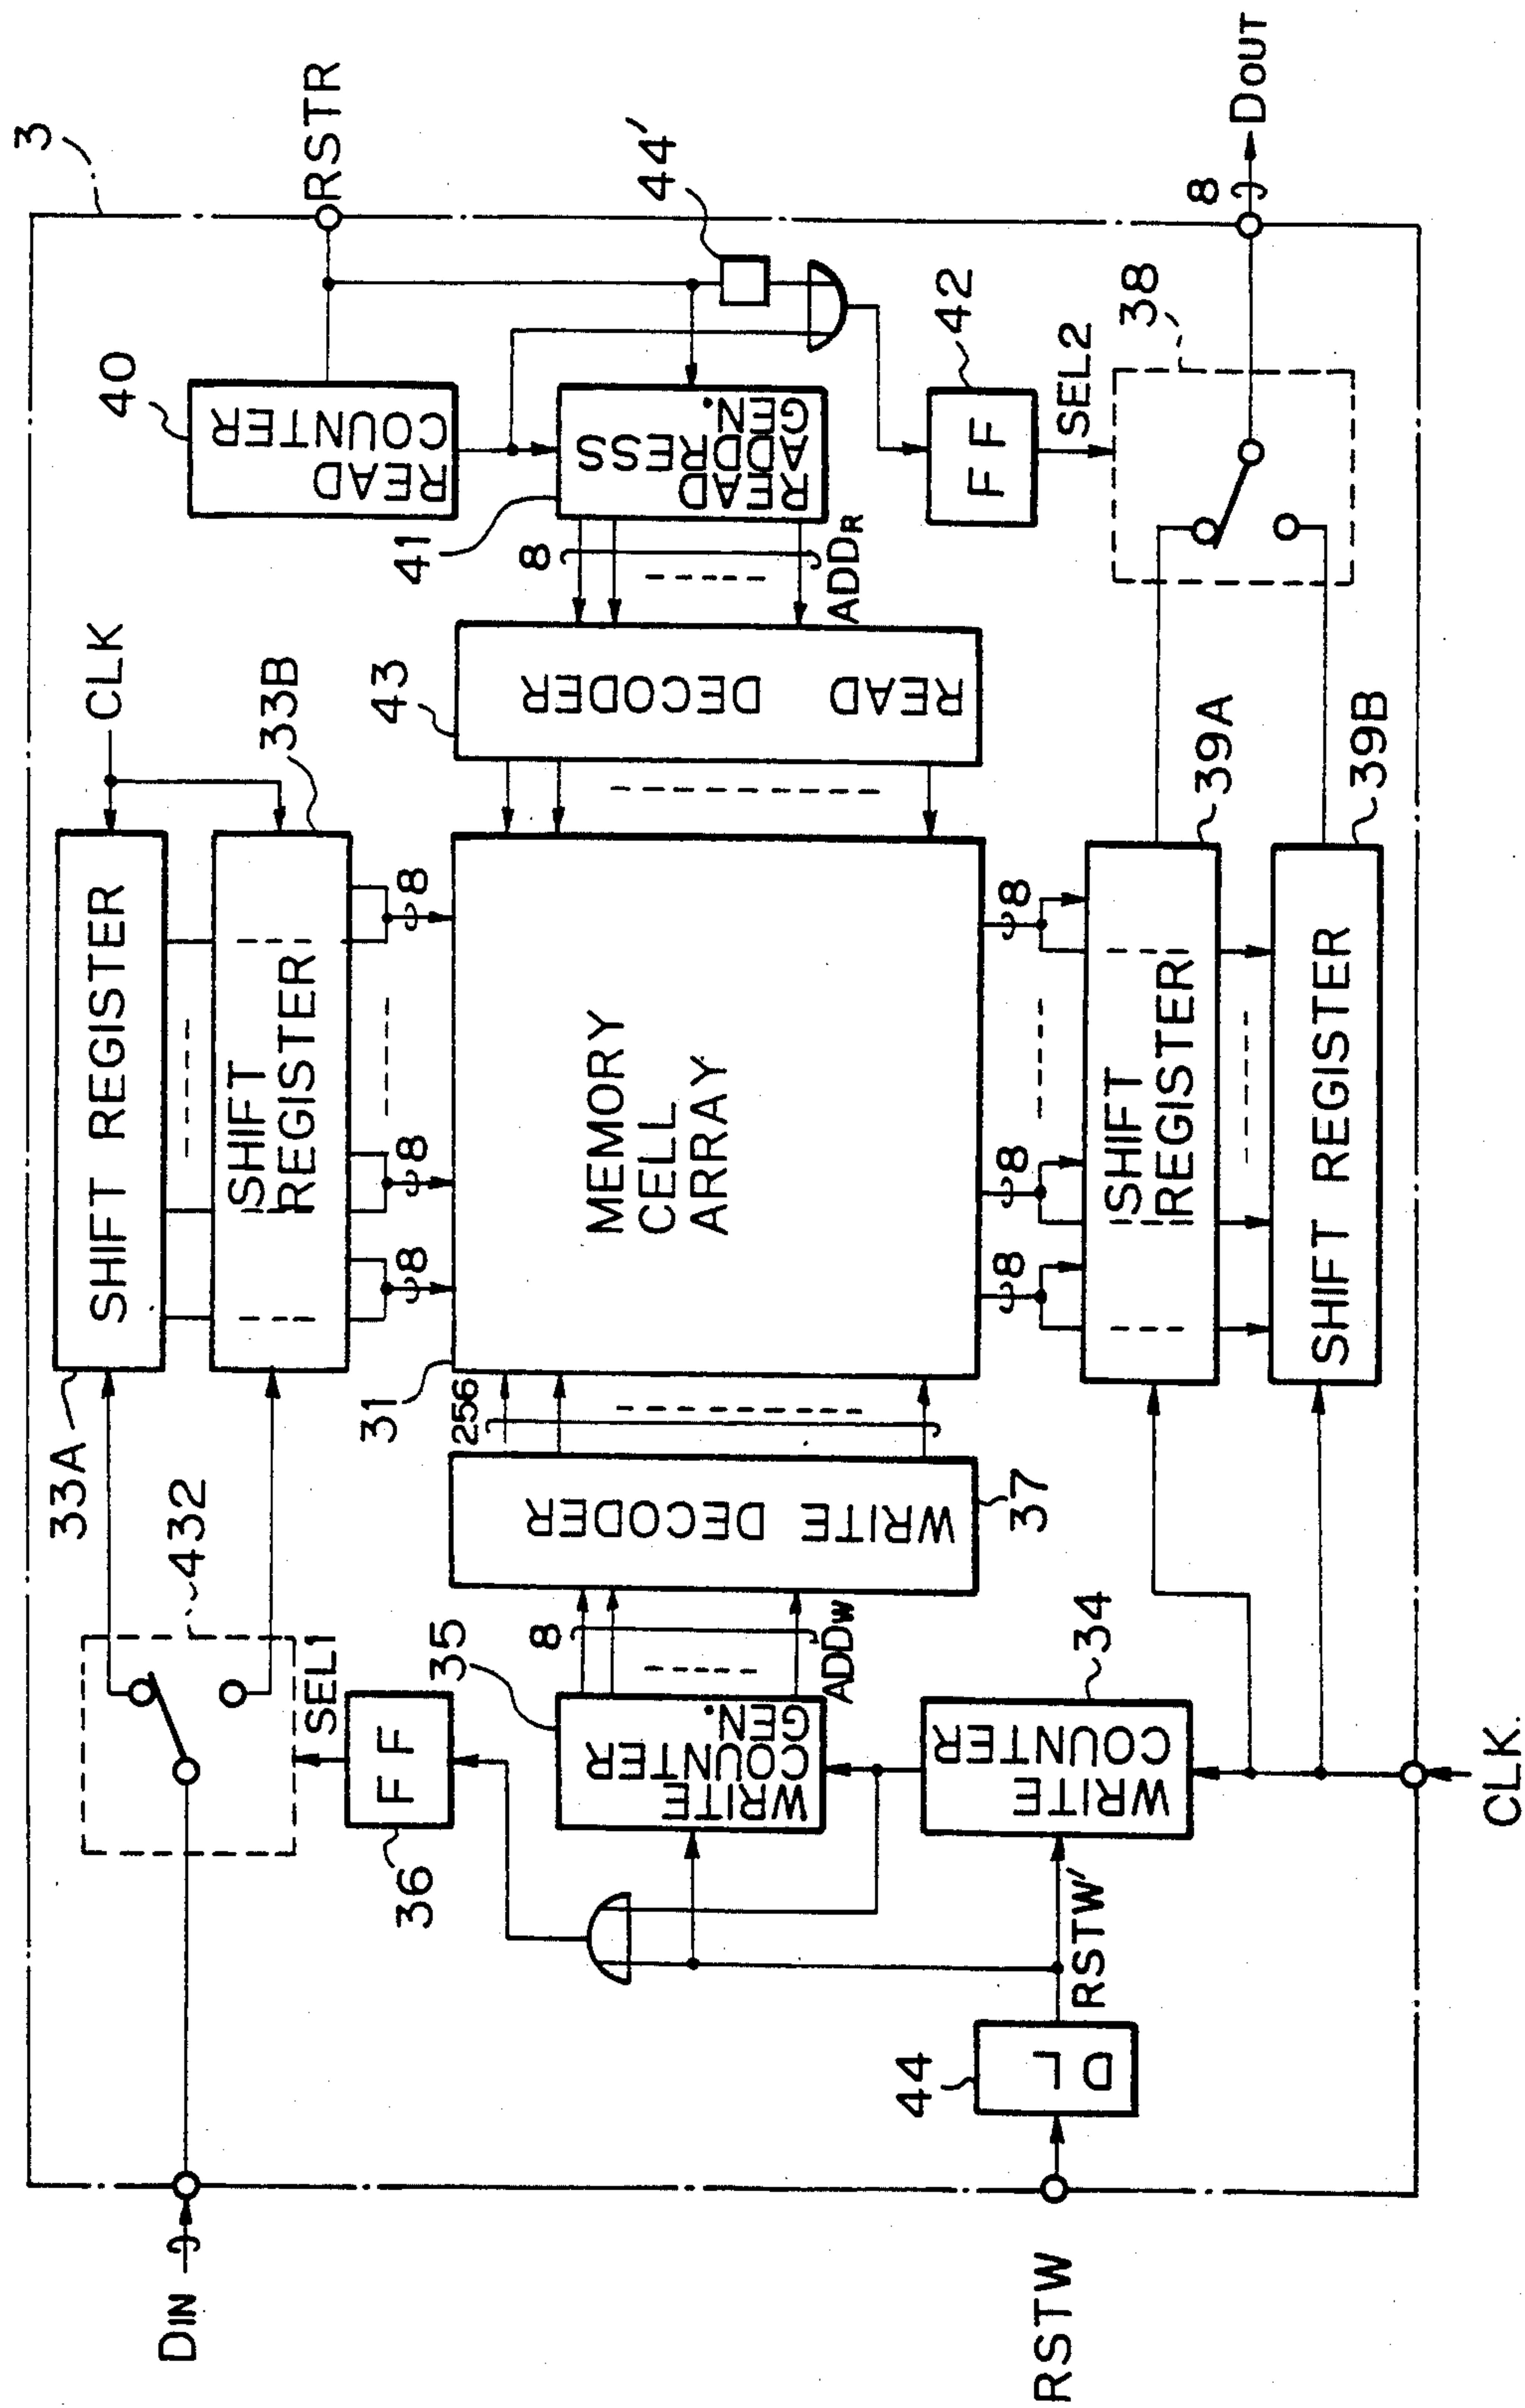 3
RSTR
40
READ
COUNTER
44'
41
READ
ADDRESS
GEN.
8
ADDR
42
FF
SEL2
38
8
DOUT
CLK
33B
43
READ DECODER
39A
39B
33A
SHIFT REGISTER
SHIFT
REGISTER
8
8
8
31
MEMORY
CELL
ARRAY
8
8
8
SHIFT
REGISTER
SHIFT REGISTER
432
256
WRITE DECODER
37
SEL1
35
8
WRITE
COUNTER
GEN.
ADDW
34
WRITE
COUNTER
FF
36
RSTW'
44
DL
DIN
RSTW
CLK.